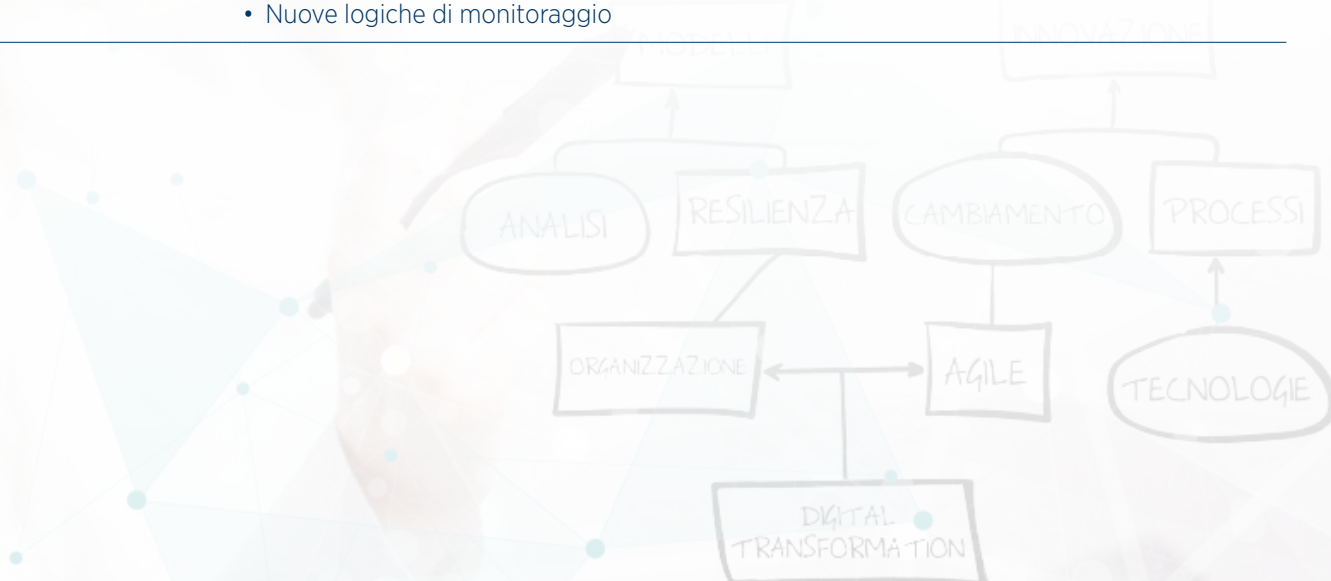 • Nuove logiche di monitoraggio
MODELLI
INNOVAZIONE
ANALISI
RESILIENZA
CAMBIAMENTO
PROCESSI
ORGANIZZAZIONE
AGILE
TECNOLOGIE
DIGITAL
TRANSFORMATION